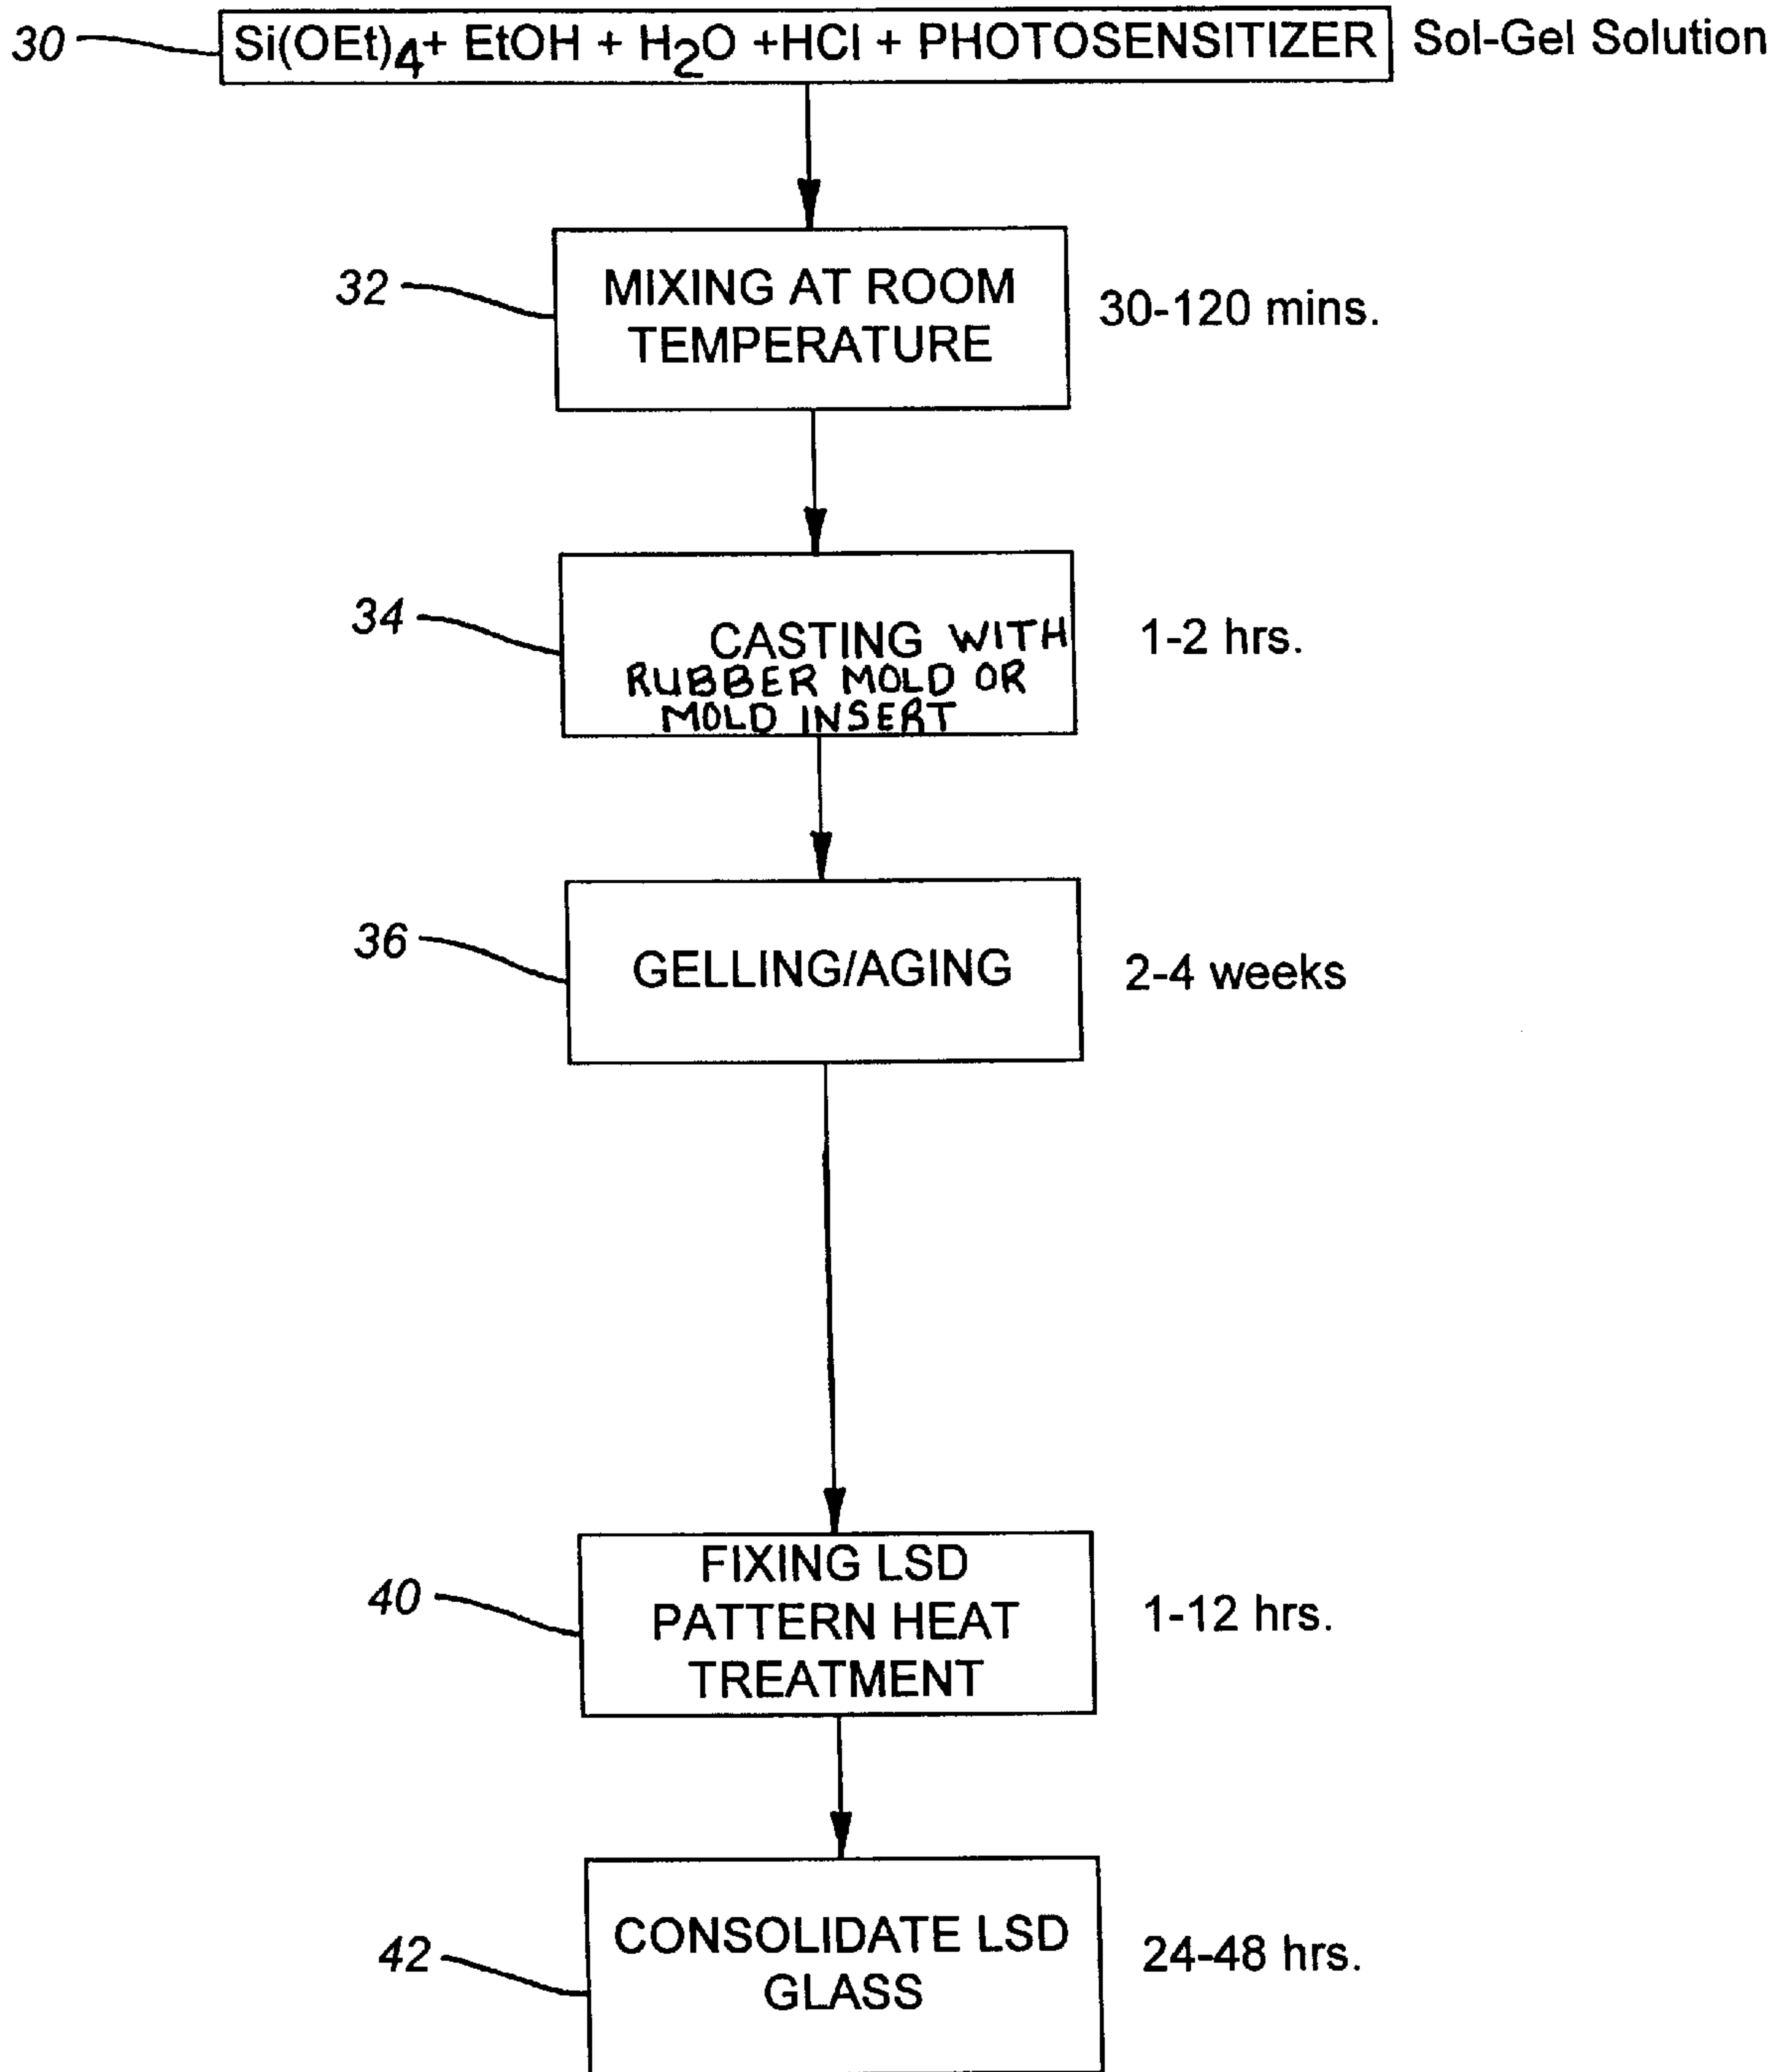 30
Si(OEt)4+ EtOH + H2O +HCl + PHOTOSENSITIZER
Sol-Gel Solution
32
MIXING AT ROOM
TEMPERATURE
30-120 mins.
34
CASTING WITH
RUBBER MOLD OR
MOLD INSERT
1-2 hrs.
36
GELLING/AGING
2-4 weeks
40
FIXING LSD
PATTERN HEAT
TREATMENT
1-12 hrs.
42
CONSOLIDATE LSD
GLASS
24-48 hrs.